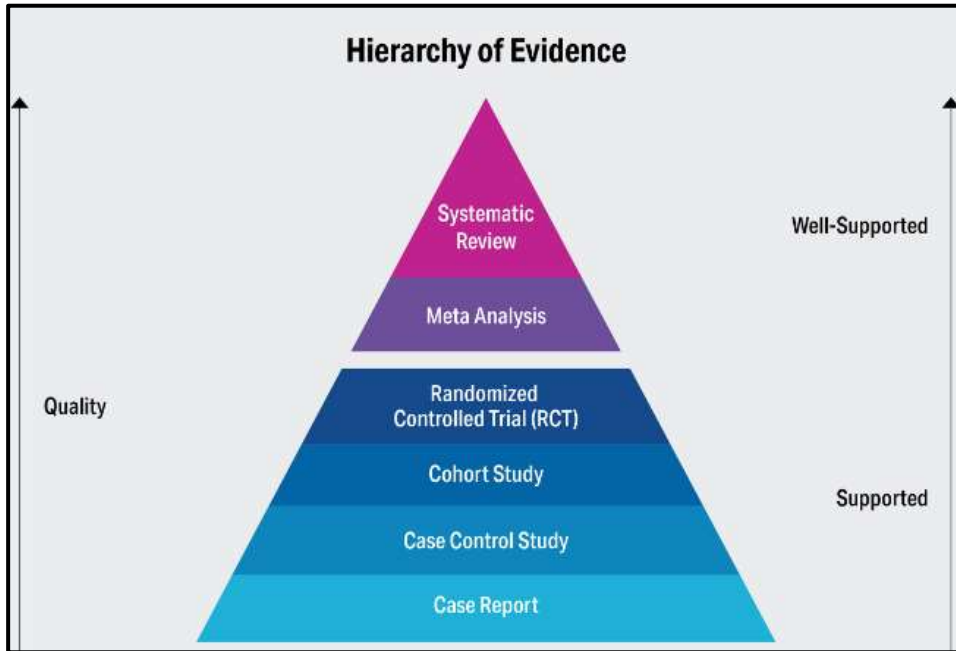 Hierarchy of Evidence
Systematic
Review
Well-Supported
Meta Analysis
Quality
Randomized
Controlled Trial (RCT)
Cohort Study
Supported
Case Control Study
Case Report